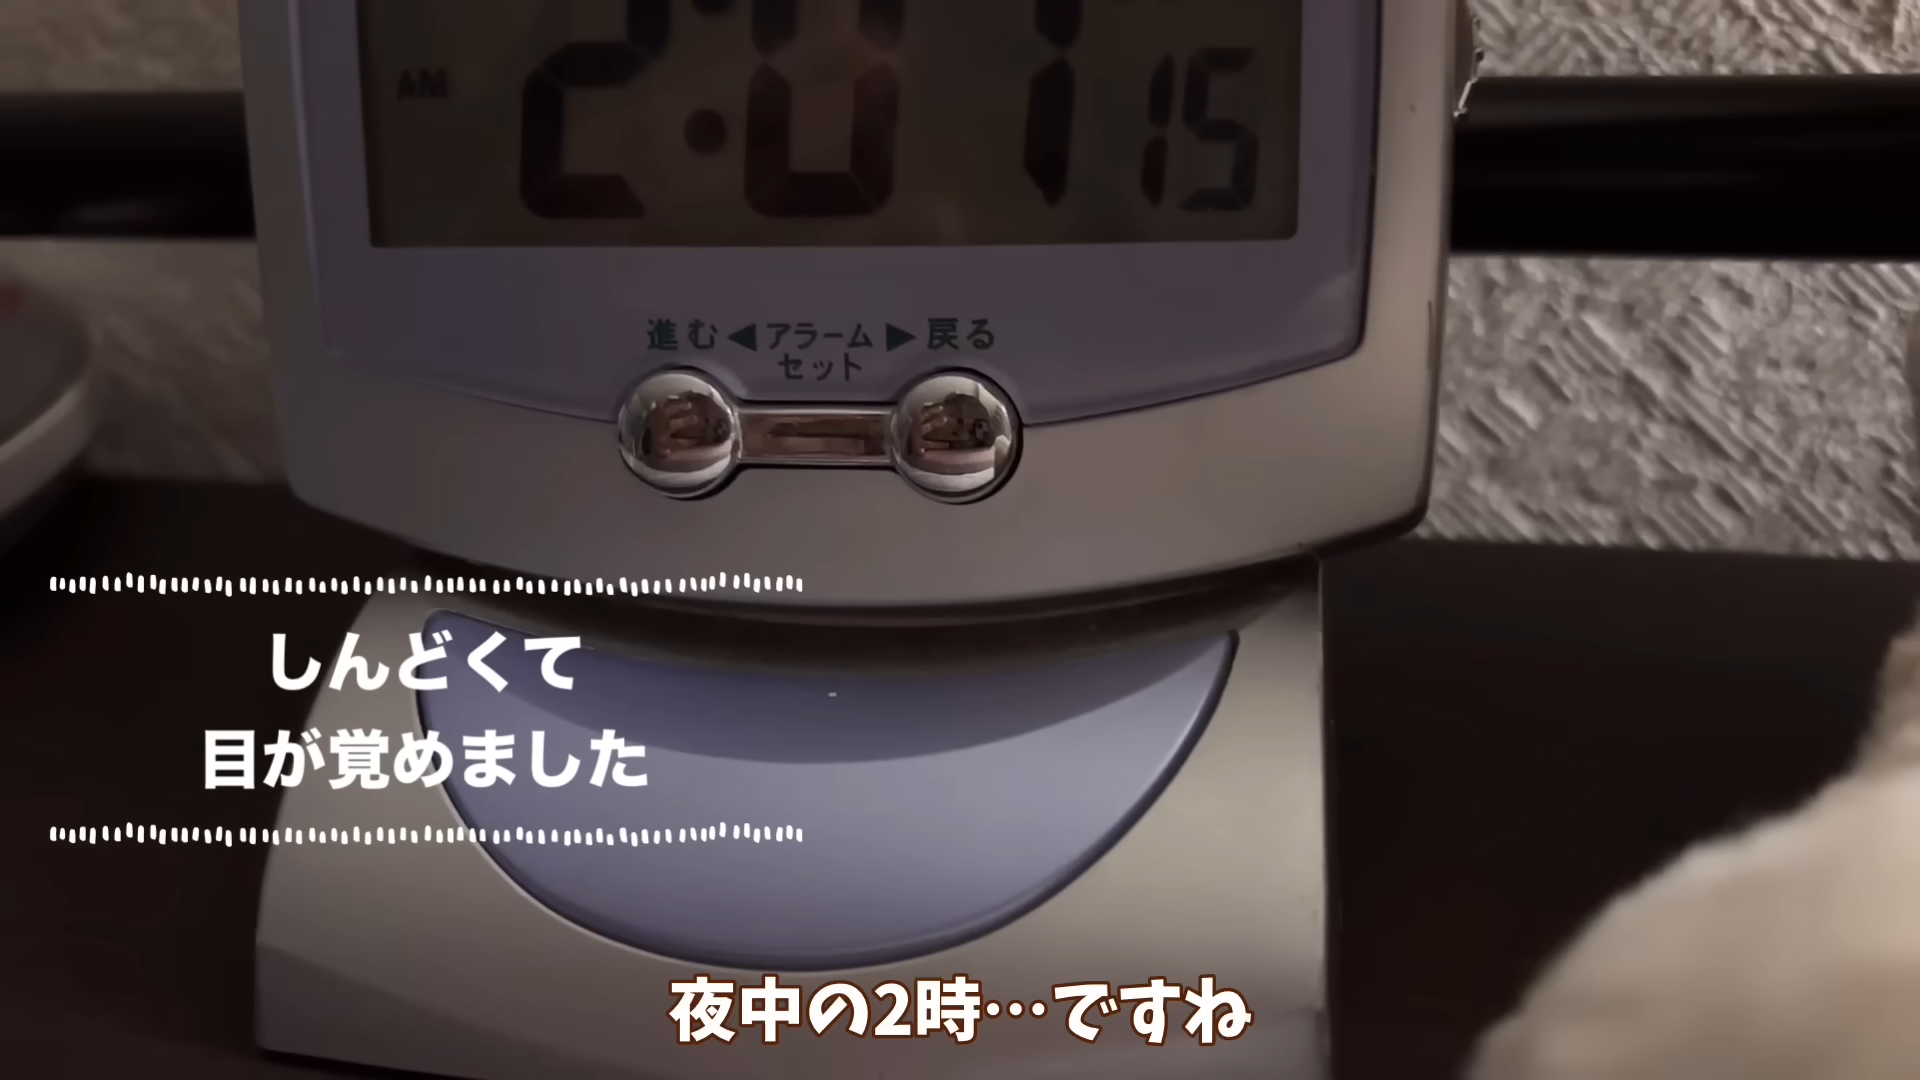 AM 2:01 15
進む◀アラーム▶戻る
セット
しんどくて
目が覚めました
夜中の2時…ですね